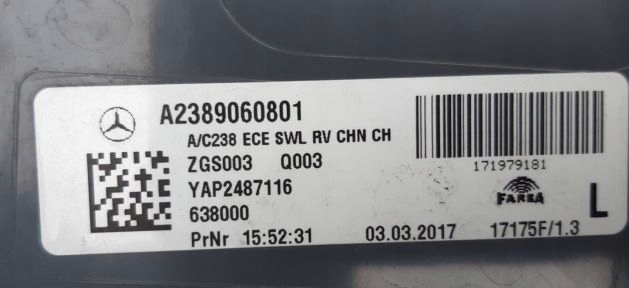 A2389060801
A/C238 ECE SWL RV CHN CH
ZGS003 Q003
YAP2487116
638000
PrNr 15:52:31 03.03.2017
171979181
FARBA
L
17175F/1.3